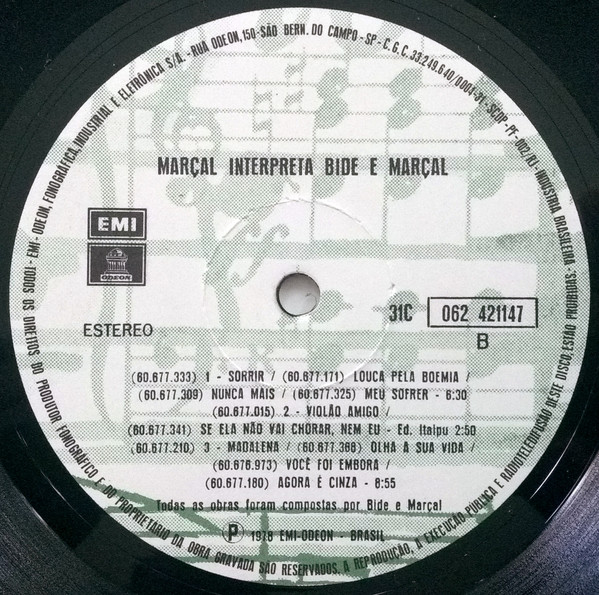 EMI-ODEON, FONOGRÁFICA, INDUSTRIAL E ELETRÔNICA S/A. - RUA ODEON, 150 - SÃO BERN. DO CAMPO - SP - C.G.C. 33.249.640/0004-31 - SCDP-PF - 002/RJ - INDÚSTRIA BRASILEIRA
MARÇAL INTERPRETA BIDE E MARÇAL
EMI
ODEON
ESTEREO
31C 062 421147
B
(60.677.333) 1 - SORRIR / (60.677.171) LOUCA PELA BOEMIA /
(60.677.309) NUNCA MAIS / (60.677.325) MEU SOFRER - 6:30
(60.677.015) 2 - VIOLÃO AMIGO /
(60.677.341) SE ELA NÃO VAI CHORAR, NEM EU - Ed. Itaipu 2:50
(60.677.210) 3 - MADALENA / (60.677.368) OLHA A SUA VIDA /
(60.676.973) VOCÊ FOI EMBORA /
(60.677.180) AGORA É CINZA - 8:55
Todas as obras foram compostas por Bide e Marçal
Ⓟ 1978 EMI-ODEON - BRASIL
TODOS OS DIREITOS DO PRODUTOR FONOGRÁFICO E DO PROPRIETÁRIO DA OBRA GRAVADA SÃO RESERVADOS. A REPRODUÇÃO, A EXECUÇÃO PÚBLICA E RADIOTELEDIFUSÃO DESTE DISCO, ESTÃO PROIBIDAS.